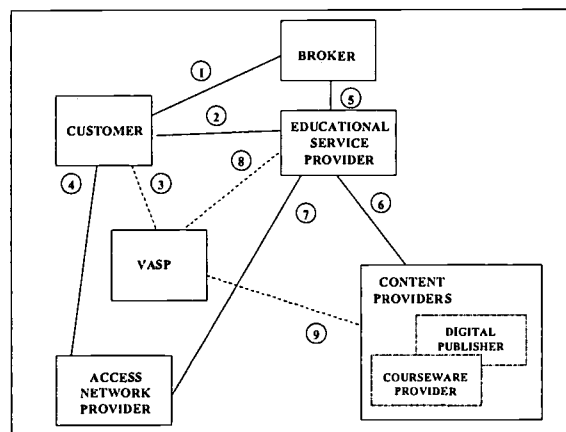 BROKER
1
5
CUSTOMER
2
EDUCATIONAL
SERVICE
PROVIDER
4
3
8
7
6
VASP
CONTENT
PROVIDERS
DIGITAL
PUBLISHER
9
COURSEWARE
PROVIDER
ACCESS
NETWORK
PROVIDER